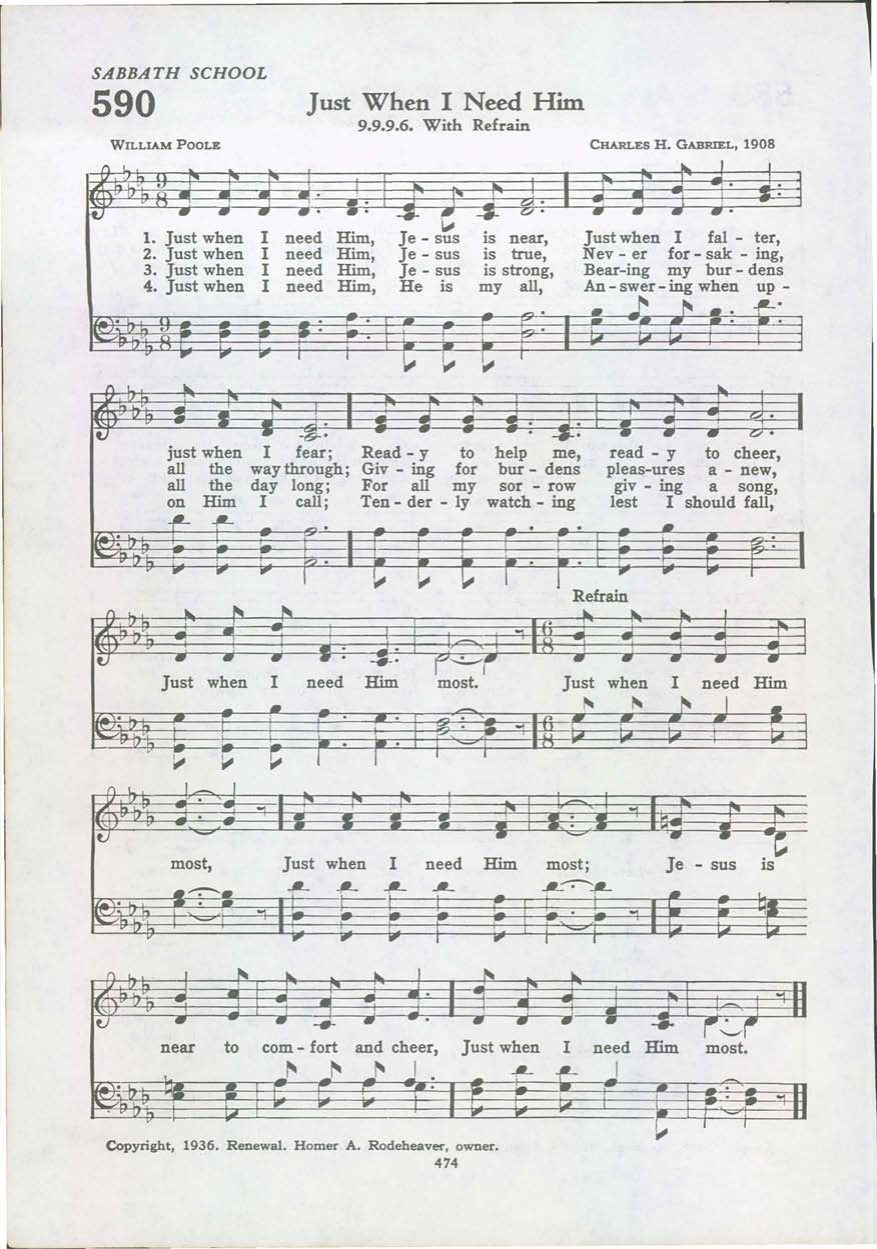 SABBATH SCHOOL
590
Just When I Need Him
9.9.9.6. With Refrain
WILLIAM POOLE
CHARLES H. GABRIEL, 1908
1. Just when I need Him, Je - sus is near, Just when I fal - ter,
2. Just when I need Him, Je - sus is true, Nev - er for - sak - ing,
3. Just when I need Him, Je - sus is strong, Bear-ing my bur - dens
4. Just when I need Him, He is my all, An - swer - ing when up -
just when I fear; Read - y to help me, read - y to cheer,
all the way through; Giv - ing for bur - dens pleas-ures a - new,
all the day long; For all my sor - row giv - ing a song,
on Him I call; Ten - der - ly watch - ing lest I should fall,
Refrain
Just when I need Him most. Just when I need Him
most, Just when I need Him most; Je - sus is
near to com - fort and cheer, Just when I need Him most.
Copyright, 1936. Renewal. Homer A. Rodeheaver, owner.
474